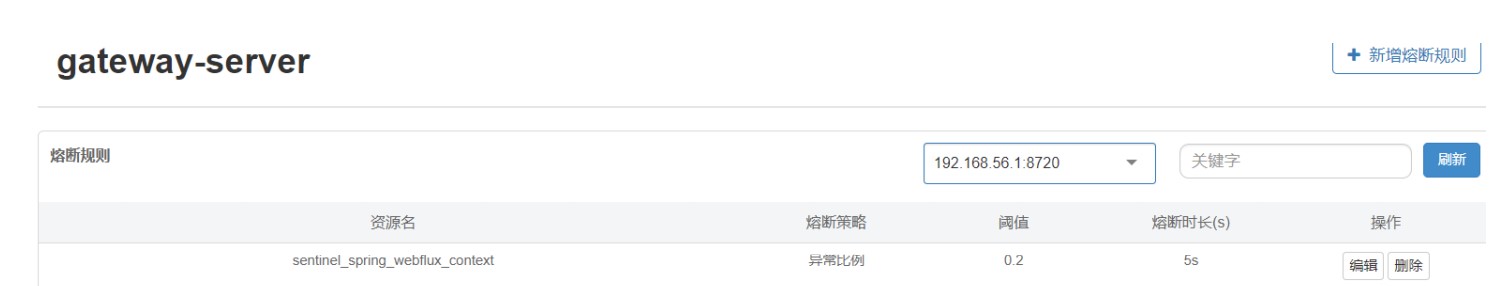 gateway-server
+ 新增熔断规则
熔断规则 192.168.56.1:8720 关键字 刷新
资源名 熔断策略 阈值 熔断时长(s) 操作
sentinel_spring_webflux_context 异常比例 0.2 5s 编辑 删除